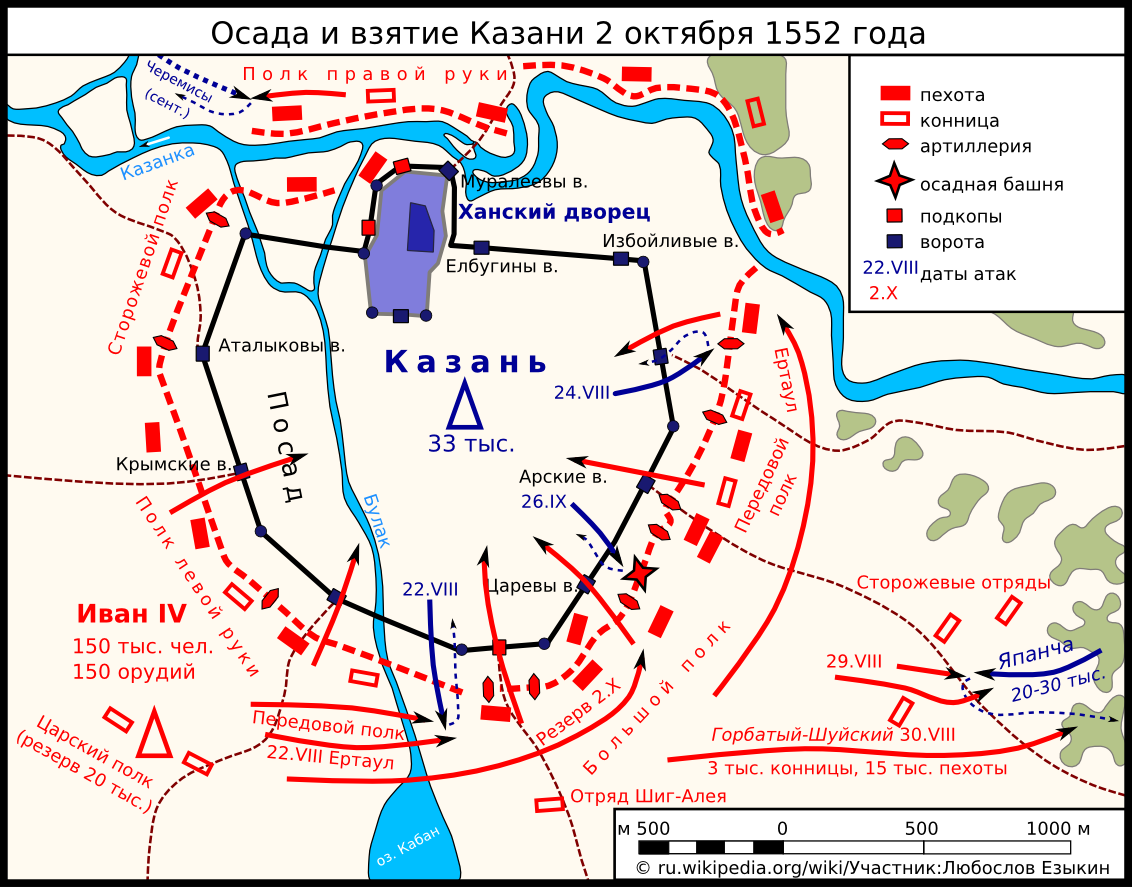 Осада и взятие Казани 2 октября 1552 года
Черемисы
(сент.)
Полк правой руки
Казанка
пехота
конница
артиллерия
осадная башня
подкопы
ворота
22.VIII
даты атак
2.X
Муралеевы в.
Ханский дворец
Избойливые в.
Елбугины в.
Сторожевой полк
Аталыковы в.
Казань
33 тыс.
24.VIII
Ертаул
Посад
Крымские в.
Арские в.
26.IX
Передовой
полк
Булак
Полк левой руки
22.VIII
Царевы в.
Сторожевые отряды
Иван IV
150 тыс. чел.
150 орудий
29.VIII
Япанча
20-30 тыс.
Царский полк
(резерв 20 тыс.)
Передовой полк
22.VIII Ертаул
Резерв 2.X
Большой полк
Горбатый-Шуйский 30.VIII
3 тыс. конницы, 15 тыс. пехоты
Отряд Шиг-Алея
оз. Кабан
м 500 0 500 1000 м
© ru.wikipedia.org/wiki/Участник:Любослов Езыкин